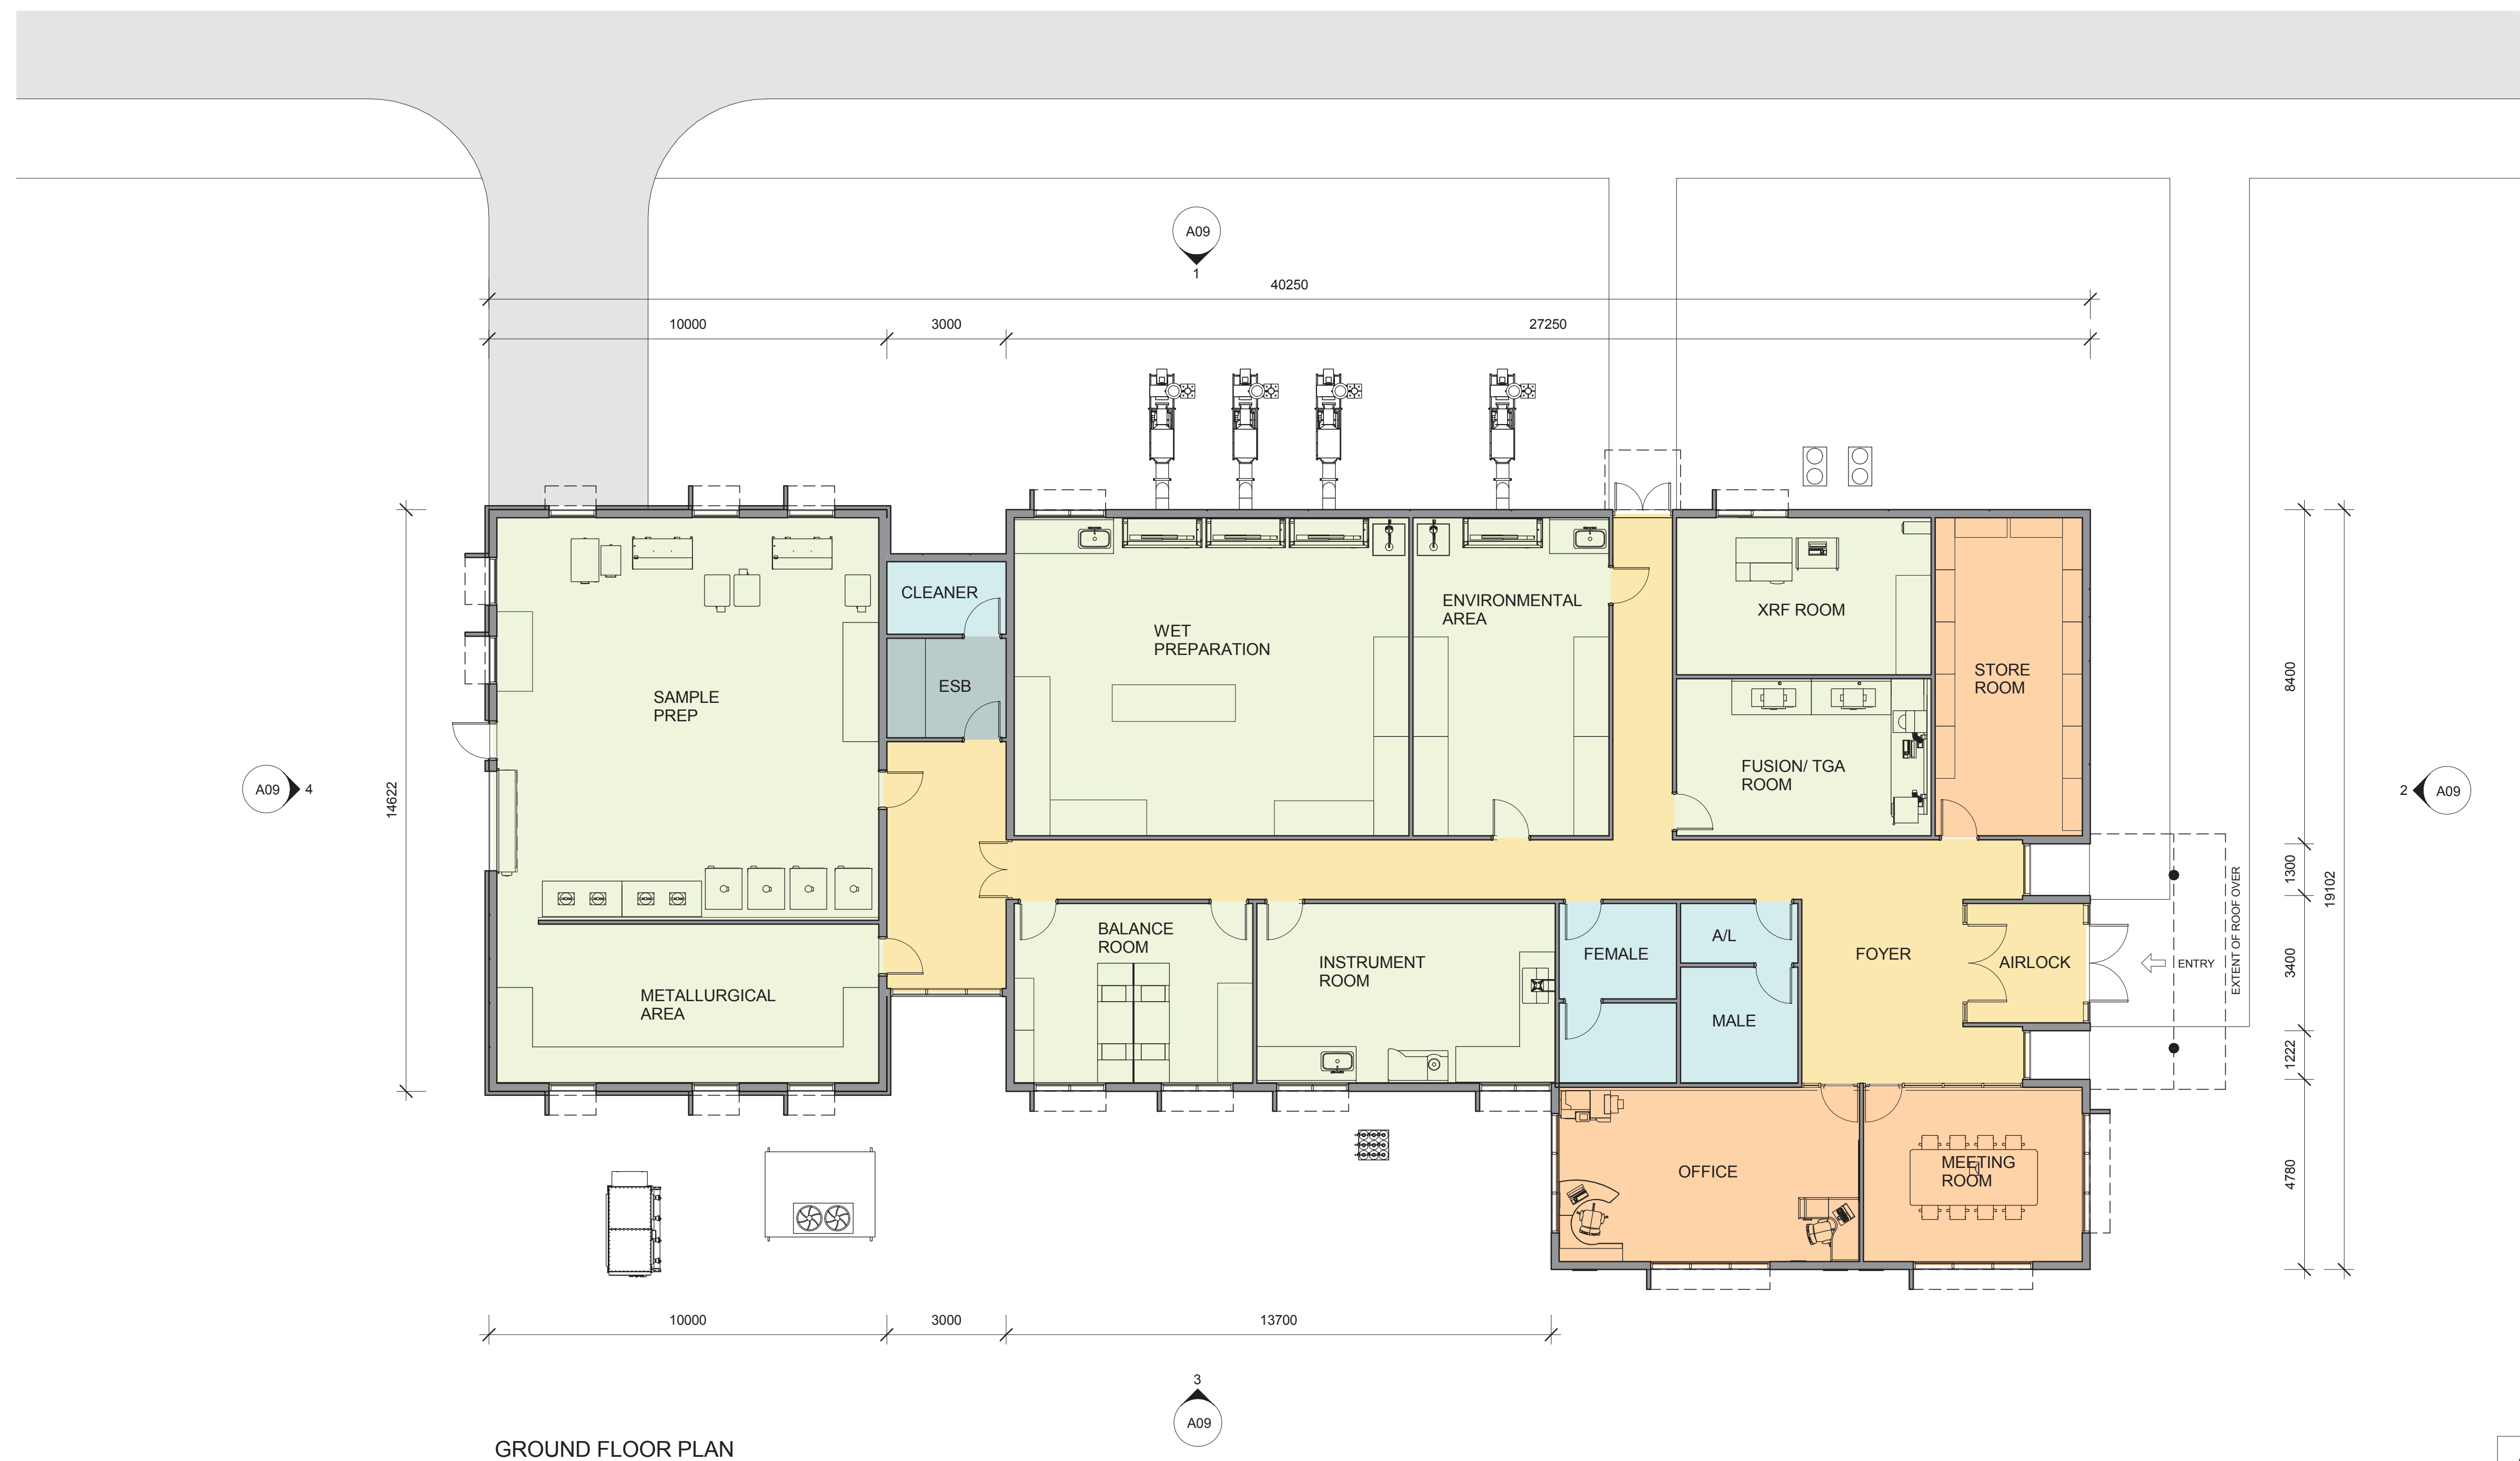 A09
1
40250
10000
3000
27250
CLEANER
ENVIRONMENTAL
AREA
XRF ROOM
WET
PREPARATION
STORE
ROOM
ESB
SAMPLE
PREP
8400
FUSION/ TGA
ROOM
A09
4
14622
2
A09
1300
19102
EXTENT OF ROOF OVER
BALANCE
ROOM
A/L
FEMALE
FOYER
AIRLOCK
ENTRY
3400
INSTRUMENT
ROOM
METALLURGICAL
AREA
MALE
1222
OFFICE
MEETING
ROOM
4780
10000
3000
13700
3
A09
GROUND FLOOR PLAN